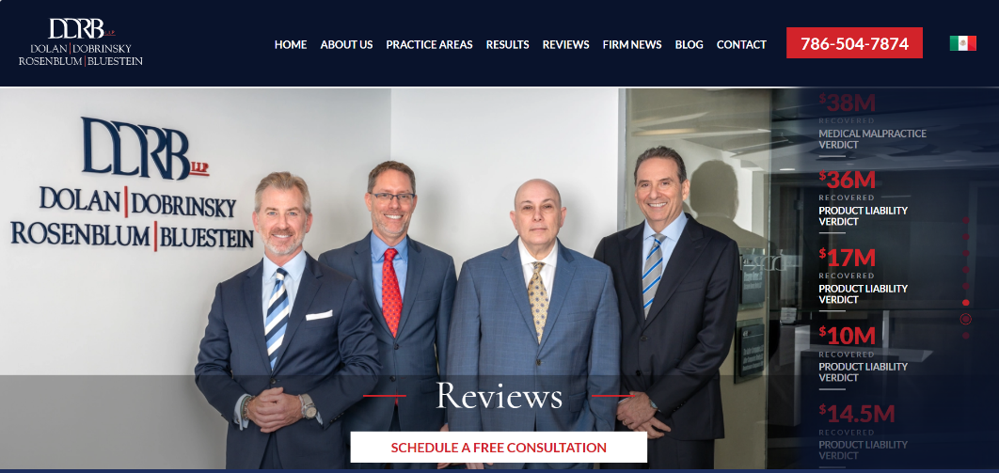 DDRB LLP
DOLAN|DOBRINSKY
ROSENBLUM|BLUESTEIN
HOME ABOUT US PRACTICE AREAS RESULTS REVIEWS FIRM NEWS BLOG CONTACT
786-504-7874
DDRB LLP
DOLAN|DOBRINSKY
ROSENBLUM|BLUESTEIN
$38M
RECOVERED
MEDICAL MALPRACTICE
VERDICT
$36M
RECOVERED
PRODUCT LIABILITY
VERDICT
$17M
RECOVERED
PRODUCT LIABILITY
VERDICT
$10M
RECOVERED
PRODUCT LIABILITY
VERDICT
$14.5M
RECOVERED
PRODUCT LIABILITY
VERDICT
Reviews
SCHEDULE A FREE CONSULTATION